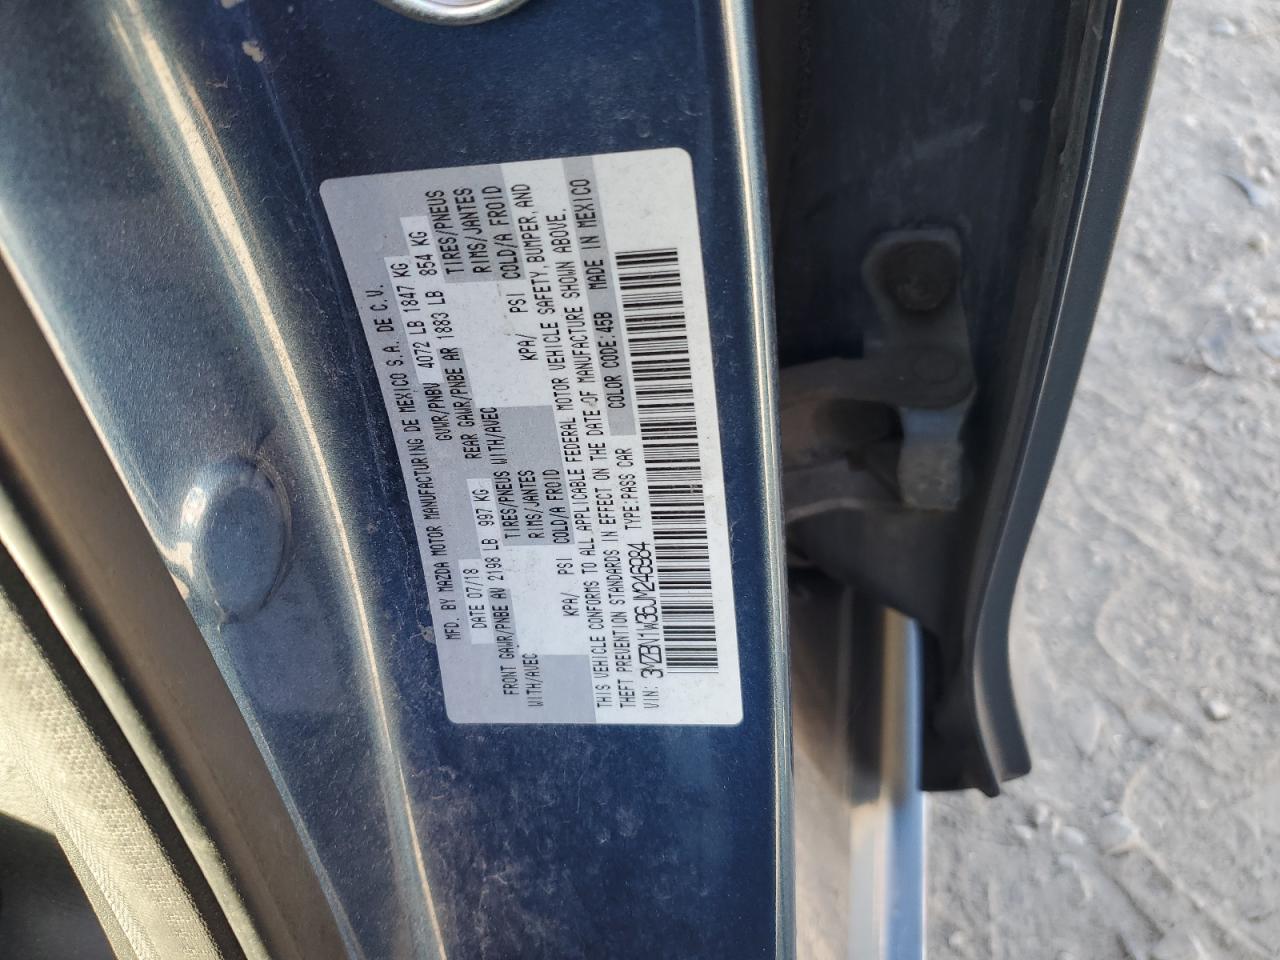 MFD. BY MAZDA MOTOR MANUFACTURING DE MEXICO S.A. DE C.V.
DATE 07/18 GVWR/PNBV 4072 LB 1847 KG
FRONT GAWR/PNBE AV 2198 LB 997 KG REAR GAWR/PNBE AR 1883 LB 854 KG
WITH/AVEC TIRES/PNEUS WITH/AVEC TIRES/PNEUS
RIMS/JANTES RIMS/JANTES
KPA/ PSI COLD/A FROID KPA/ PSI COLD/A FROID
THIS VEHICLE CONFORMS TO ALL APPLICABLE FEDERAL MOTOR VEHICLE SAFETY, BUMPER, AND
THEFT PREVENTION STANDARDS IN EFFECT ON THE DATE OF MANUFACTURE SHOWN ABOVE.
VIN: 3MZBN1W36JM246984 TYPE:PASS CAR COLOR CODE:45B MADE IN MEXICO